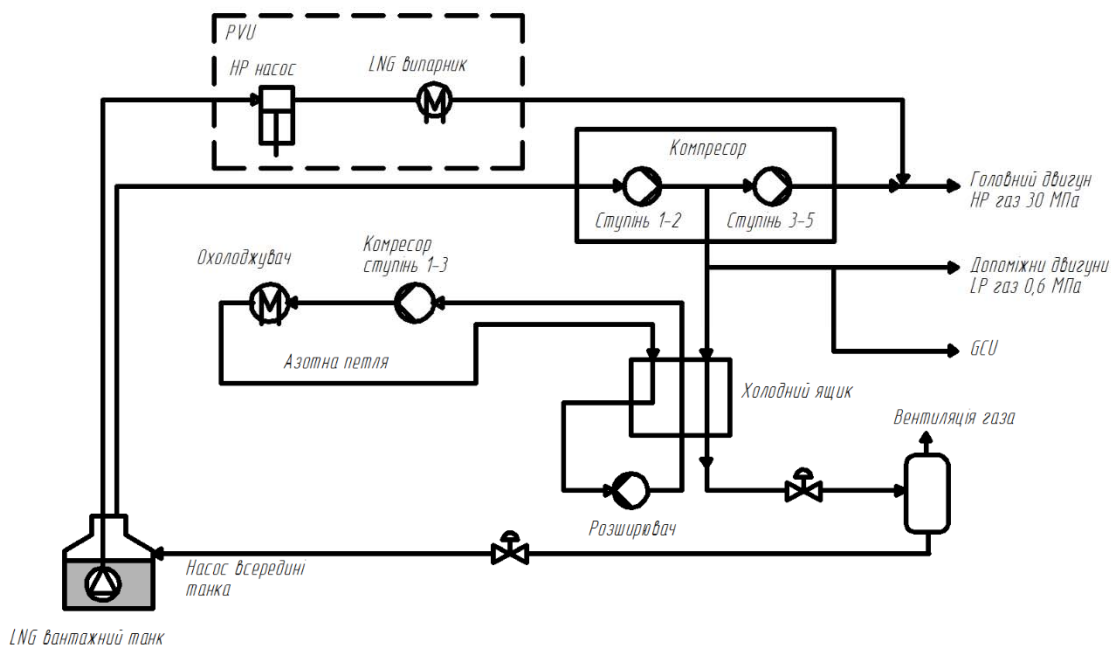 PVU
HP насос
LNG випарник
Компресор
Ступінь 1-2
Ступінь 3-5
Головний двигун
HP газ 30 МПа
Охолоджувач
Компресор
ступінь 1-3
Допоміжни двигуни
LP газ 0,6 МПа
Азотна петля
GCU
Холодний ящик
Вентиляція газа
Розширювач
Насос всередині
танка
LNG вантажний танк